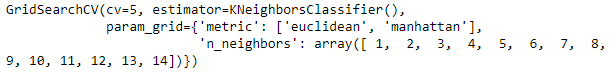 GridSearchCV(cv=5, estimator=KNeighborsClassifier(),
             param_grid={'metric': ['euclidean', 'manhattan'],
                         'n_neighbors': array([ 1,  2,  3,  4,  5,  6,  7,  8,
9, 10, 11, 12, 13, 14])})